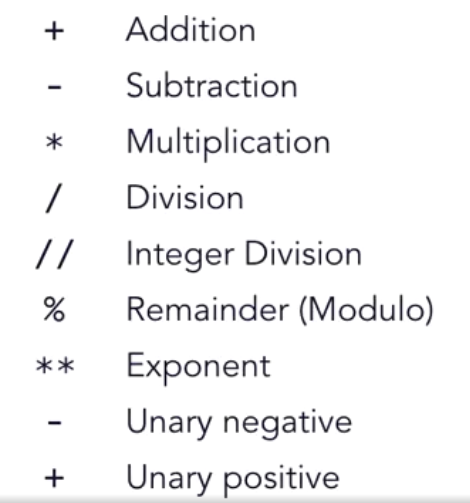 + Addition
- Subtraction
* Multiplication
/ Division
// Integer Division
% Remainder (Modulo)
** Exponent
- Unary negative
+ Unary positive